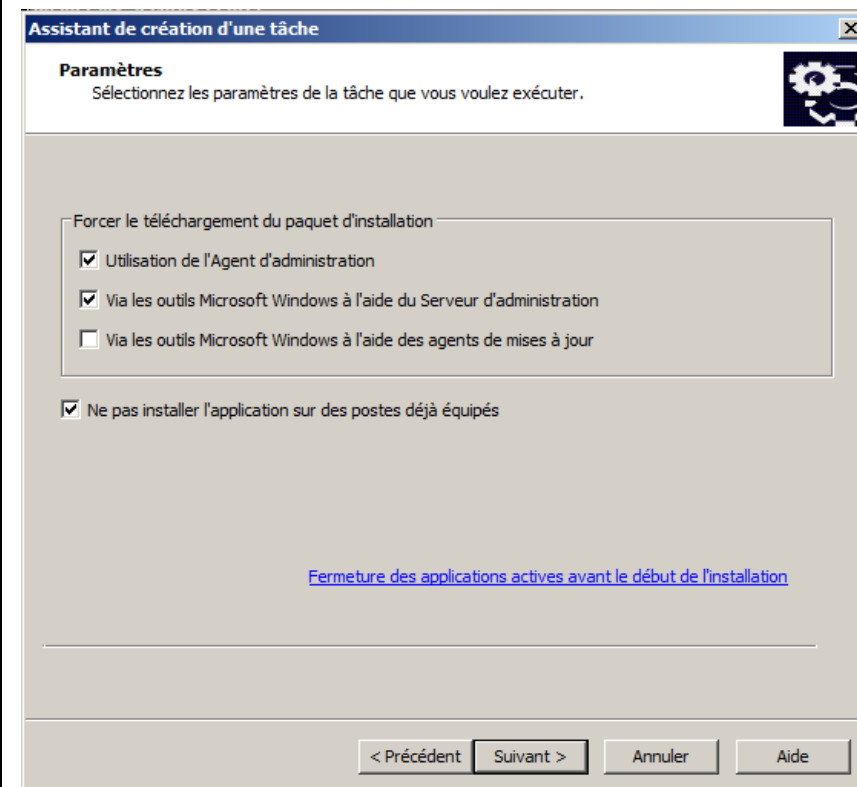 Assistant de création d'une tâche
Paramètres
Sélectionnez les paramètres de la tâche que vous voulez exécuter.
Forcer le téléchargement du paquet d'installation
Utilisation de l'Agent d'administration
Via les outils Microsoft Windows à l'aide du Serveur d'administration
Via les outils Microsoft Windows à l'aide des agents de mises à jour
Ne pas installer l'application sur des postes déjà équipés
Fermeture des applications actives avant le début de l'installation
< Précédent Suivant > Annuler Aide